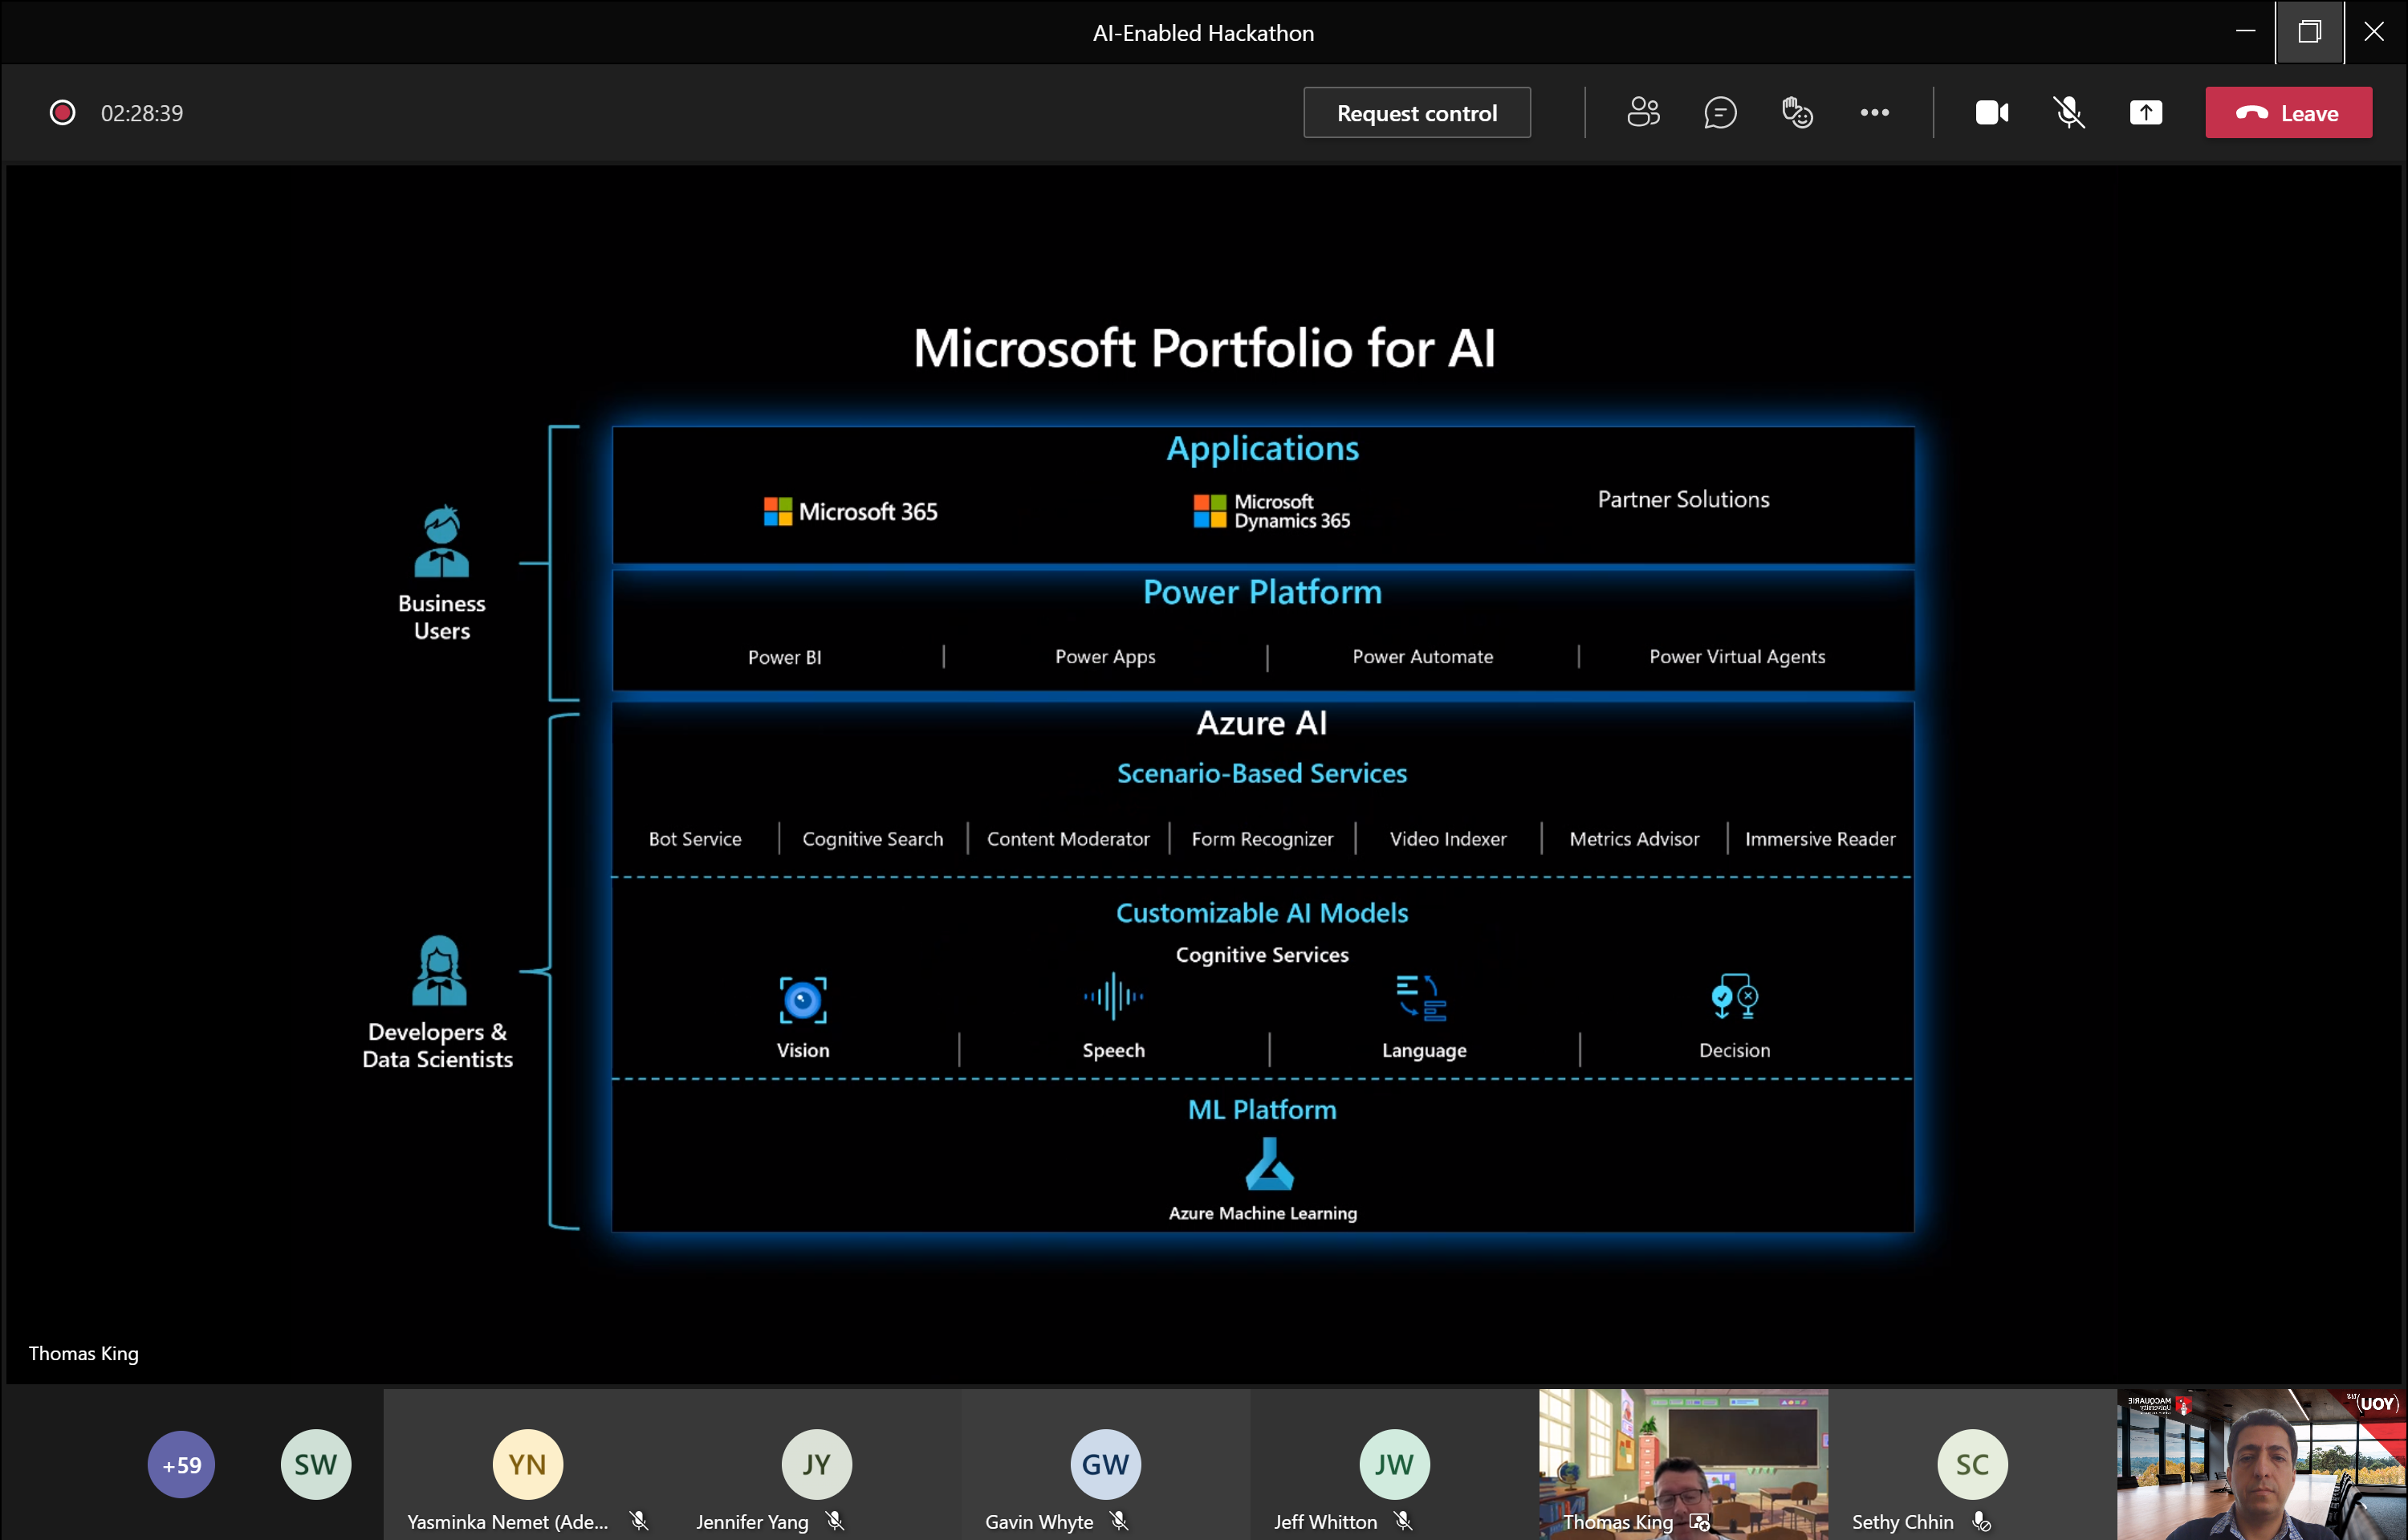 AI-Enabled Hackathon
02:28:39
Request control
Leave
Microsoft Portfolio for AI
Applications
Microsoft 365
Microsoft
Dynamics 365
Partner Solutions
Business
Users
Power Platform
Power BI | Power Apps | Power Automate | Power Virtual Agents
Azure AI
Scenario-Based Services
Bot Service | Cognitive Search | Content Moderator | Form Recognizer | Video Indexer | Metrics Advisor | Immersive Reader
Customizable AI Models
Cognitive Services
Vision | Speech | Language | Decision
Developers &
Data Scientists
ML Platform
Azure Machine Learning
Thomas King
+59
SW
YN
JY
GW
JW
SC
Yasminka Nemet (Ade...
Jennifer Yang
Gavin Whyte
Jeff Whitton
Thomas King
Sethy Chhin
MACQUARIE
University
YOU)